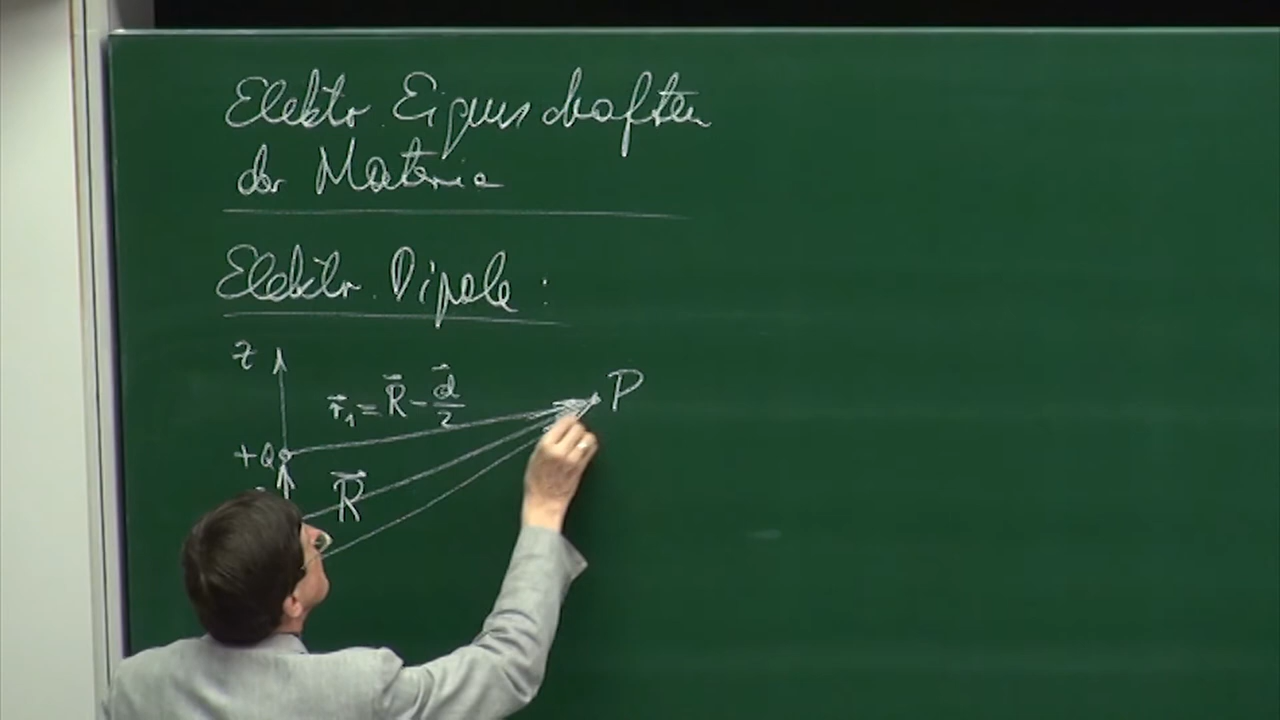 Elektr. Eigenschaften
der Materie
Elektr. Dipole:
z
P
r⃗₁ = R⃗ - d⃗/2
+Q
R⃗